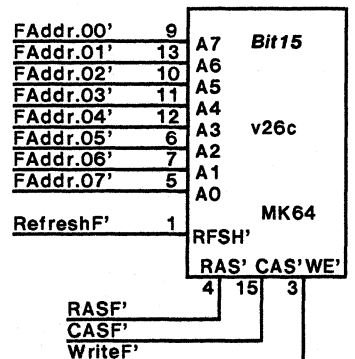 FAddr.00' 9 A7 Bit15
FAddr.01' 13 A6
FAddr.02' 10 A5
FAddr.03' 11 A4
FAddr.04' 12 A3 v26c
FAddr.05' 6 A2
FAddr.06' 7 A1
FAddr.07' 5 A0
MK64
RefreshF' 1 RFSH'
RAS' CAS' WE'
4 15 3
RASF'
CASF'
WriteF'